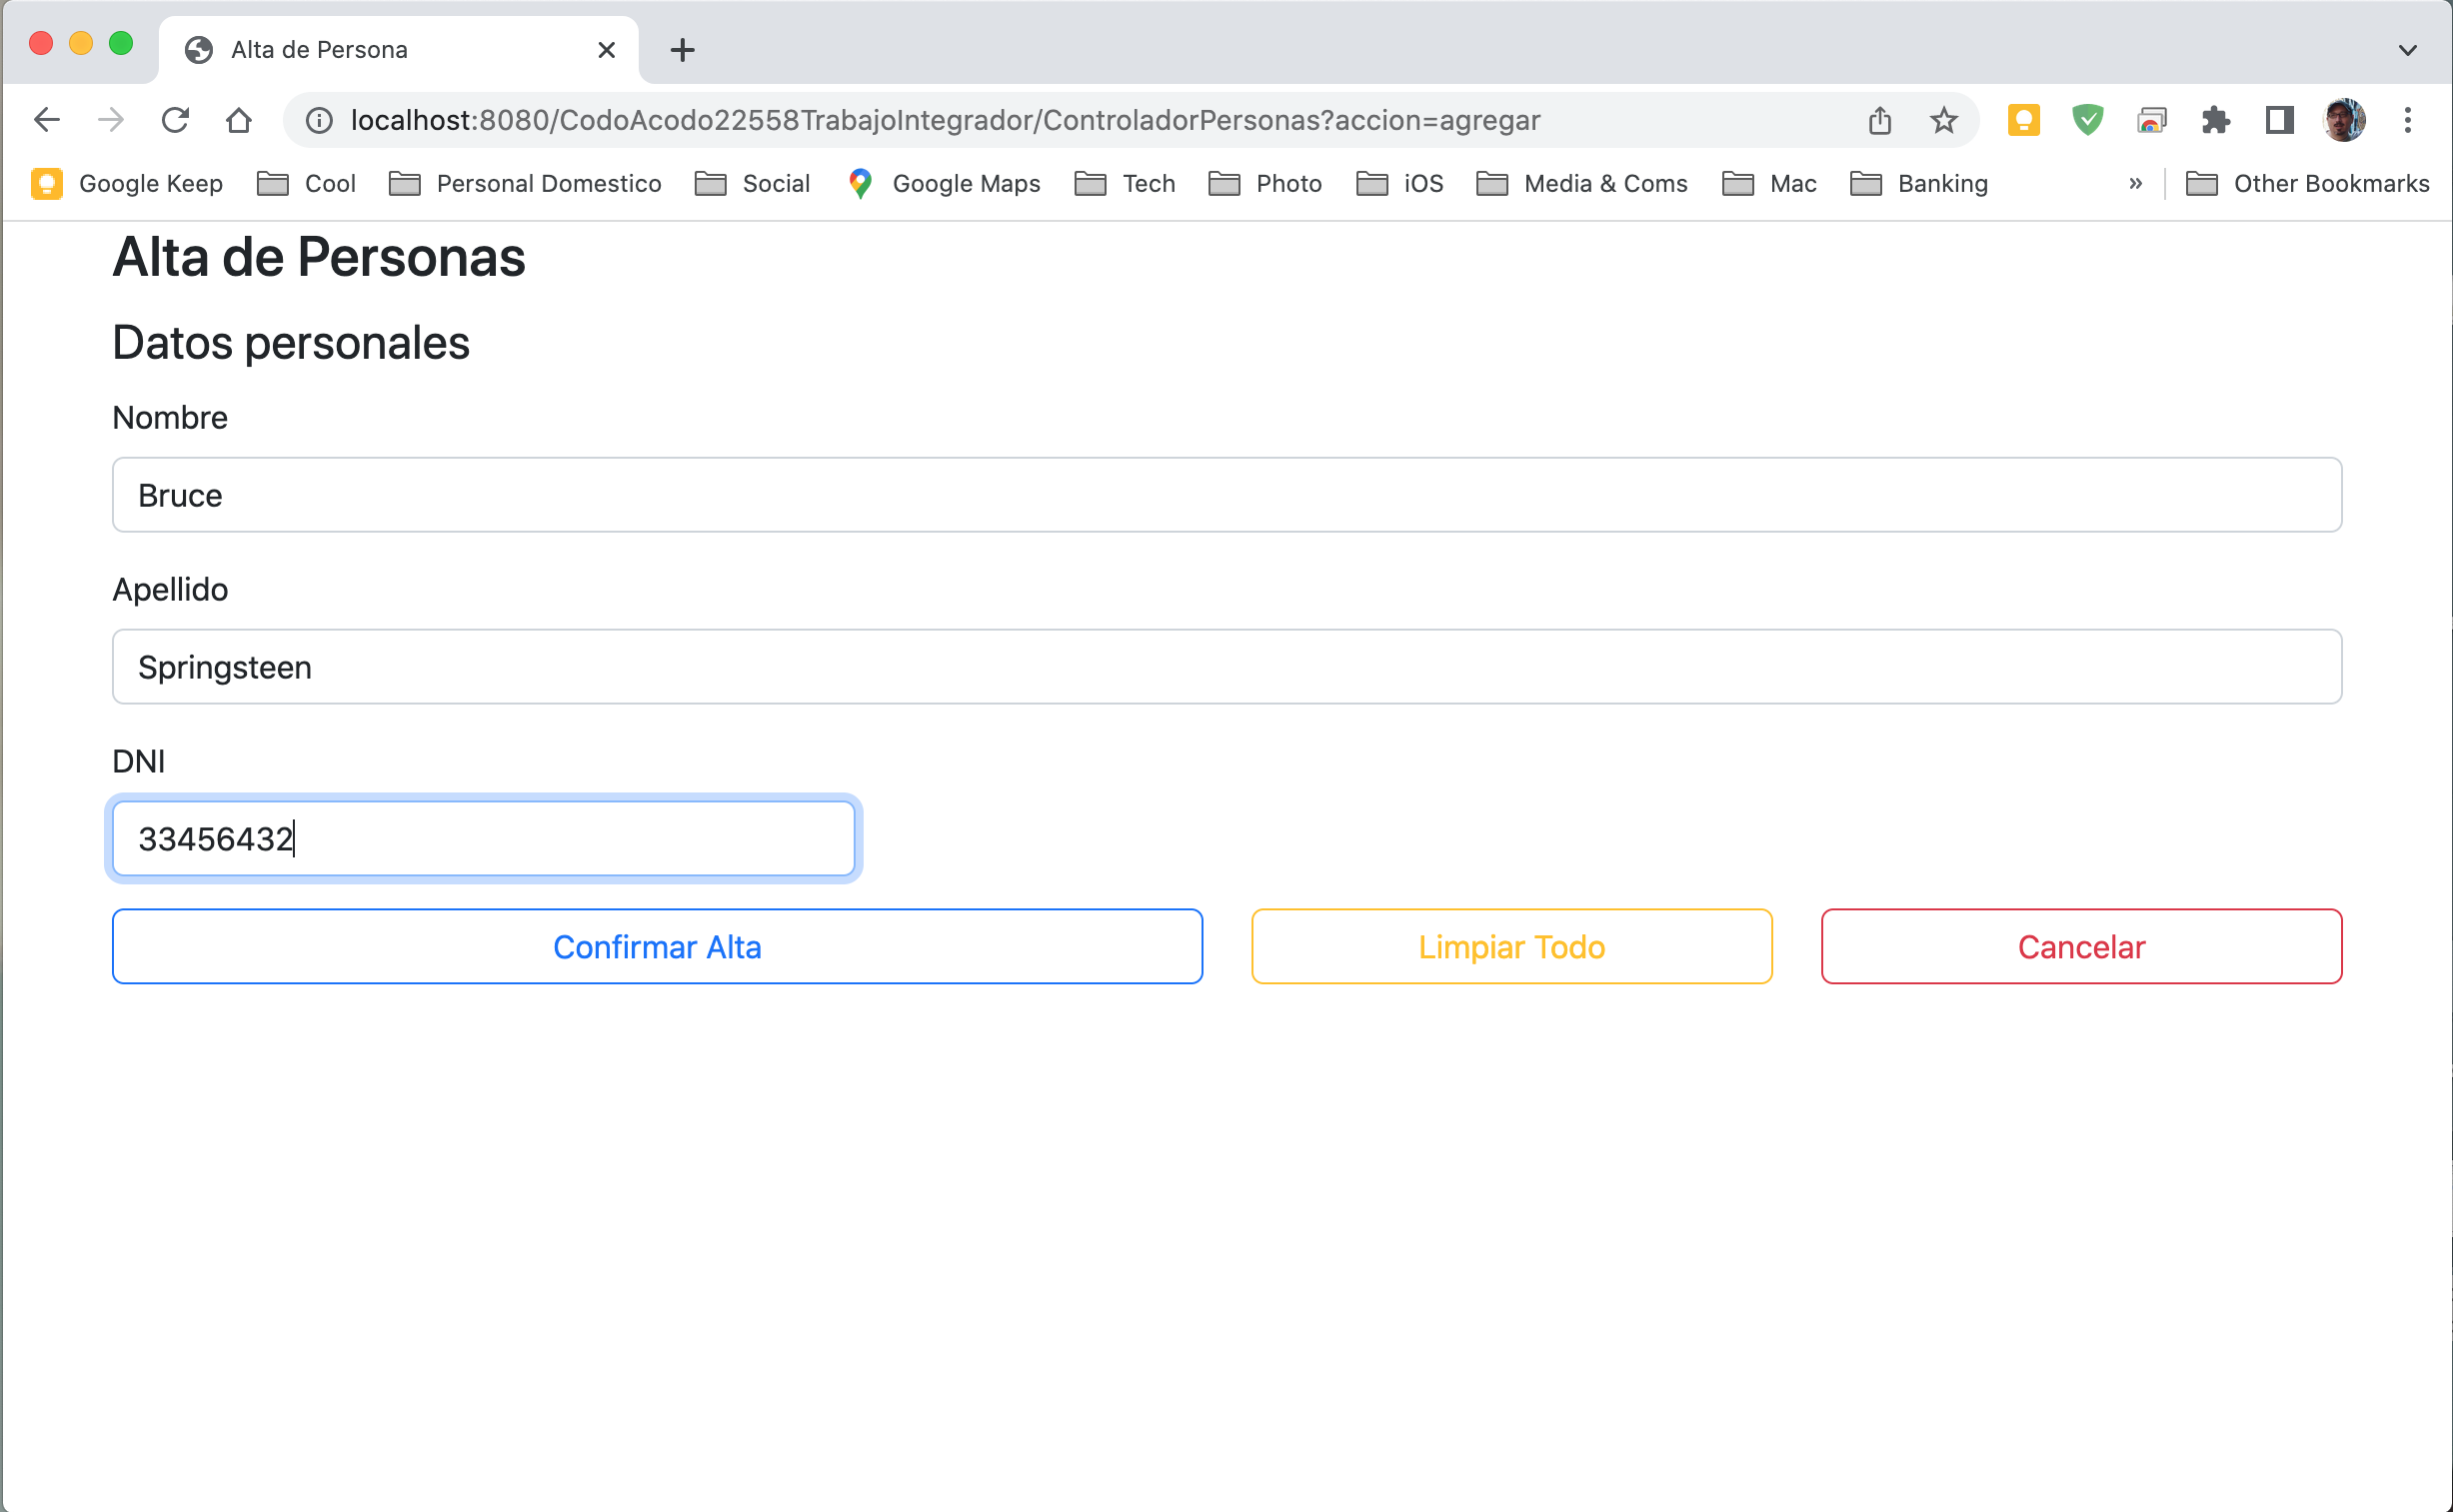 Alta de Persona
localhost:8080/CodoAcodo22558TrabajoIntegrador/ControladorPersonas?accion=agregar
Google Keep Cool Personal Domestico Social Google Maps Tech Photo iOS Media & Coms Mac Banking » Other Bookmarks
Alta de Personas
Datos personales
Nombre
Bruce
Apellido
Springsteen
DNI
33456432
Confirmar Alta Limpiar Todo Cancelar